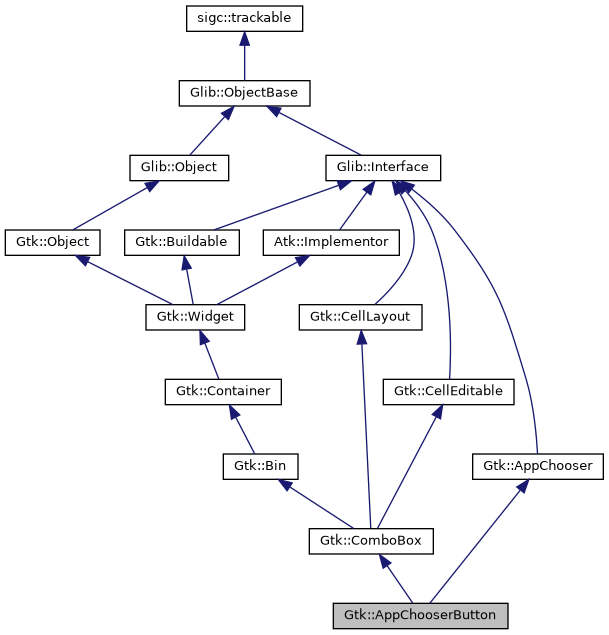 sigc::trackable
Glib::ObjectBase
Glib::Object
Glib::Interface
Gtk::Object
Gtk::Buildable
Atk::Implementor
Gtk::Widget
Gtk::CellLayout
Gtk::Container
Gtk::CellEditable
Gtk::Bin
Gtk::AppChooser
Gtk::ComboBox
Gtk::AppChooserButton